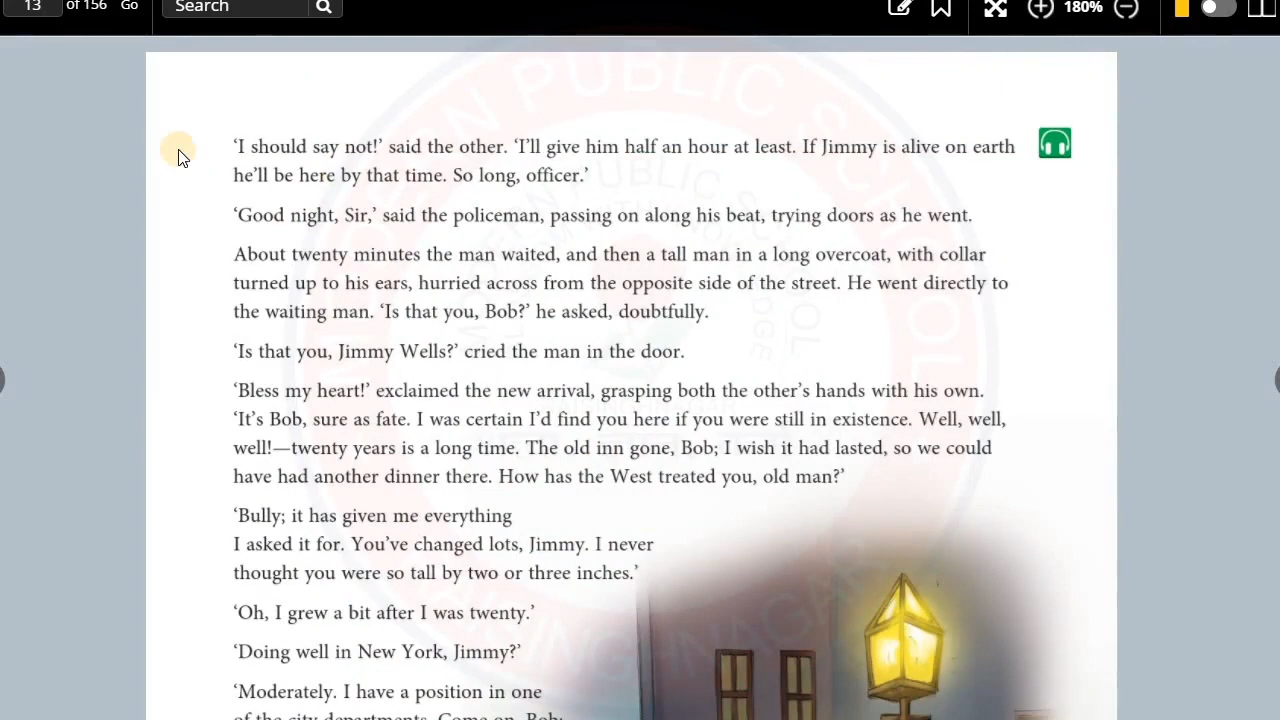 13 of 156 Go Search 180%
‘I should say not!’ said the other. ‘I’ll give him half an hour at least. If Jimmy is alive on earth
he’ll be here by that time. So long, officer.’
‘Good night, Sir,’ said the policeman, passing on along his beat, trying doors as he went.
About twenty minutes the man waited, and then a tall man in a long overcoat, with collar
turned up to his ears, hurried across from the opposite side of the street. He went directly to
the waiting man. ‘Is that you, Bob?’ he asked, doubtfully.
‘Is that you, Jimmy Wells?’ cried the man in the door.
‘Bless my heart!’ exclaimed the new arrival, grasping both the other’s hands with his own.
‘It’s Bob, sure as fate. I was certain I’d find you here if you were still in existence. Well, well,
well!—twenty years is a long time. The old inn gone, Bob; I wish it had lasted, so we could
have had another dinner there. How has the West treated you, old man?’
‘Bully; it has given me everything
I asked it for. You’ve changed lots, Jimmy. I never
thought you were so tall by two or three inches.’
‘Oh, I grew a bit after I was twenty.’
‘Doing well in New York, Jimmy?’
‘Moderately. I have a position in one
of the city departments. Come on, Bob;